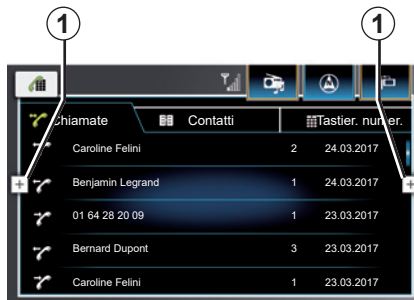 1 1
Chiamate Contatti Tastier. numer.
Caroline Felini 2 24.03.2017
Benjamin Legrand 1 24.03.2017
01 64 28 20 09 1 23.03.2017
Bernard Dupont 3 23.03.2017
Caroline Felini 1 23.03.2017